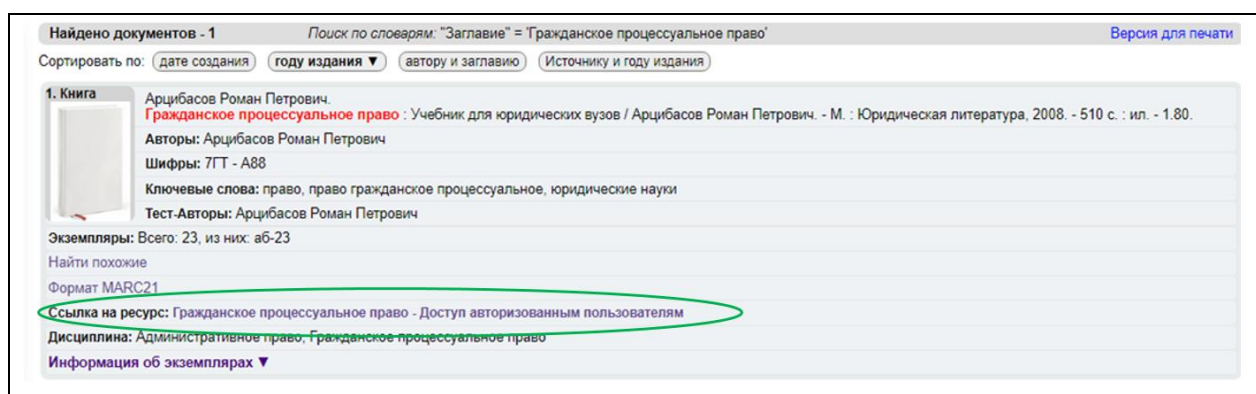 Найдено документов - 1 Поиск по словарям: "Заглавие" = 'Гражданское процессуальное право' Версия для печати
Сортировать по: дате создания году издания ▼ автору и заглавию Источнику и году издания
1. Книга
Арцибасов Роман Петрович.
Гражданское процессуальное право : Учебник для юридических вузов / Арцибасов Роман Петрович. - М. : Юридическая литература, 2008. - 510 с. : ил. - 1.80.
Авторы: Арцибасов Роман Петрович
Шифры: 7ГТ - А88
Ключевые слова: право, право гражданское процессуальное, юридические науки
Тест-Авторы: Арцибасов Роман Петрович
Экземпляры: Всего: 23, из них: аб-23
Найти похожие
Формат MARC21
Ссылка на ресурс: Гражданское процессуальное право - Доступ авторизованным пользователям
Дисциплина: Административное право, Гражданское процессуальное право
Информация об экземплярах ▼